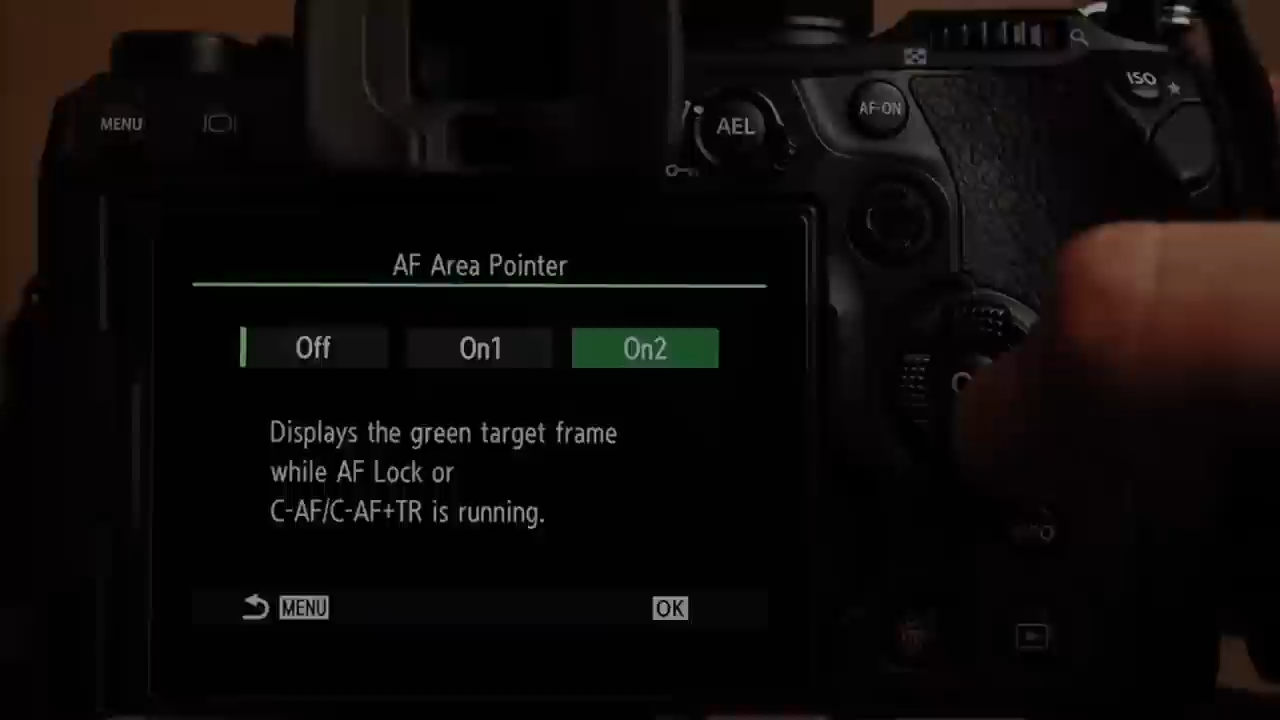 ISO
MENU
AEL
AF-ON
AF Area Pointer
Off
On1
On2
Displays the green target frame
while AF Lock or
C-AF/C-AF+TR is running.
MENU
OK